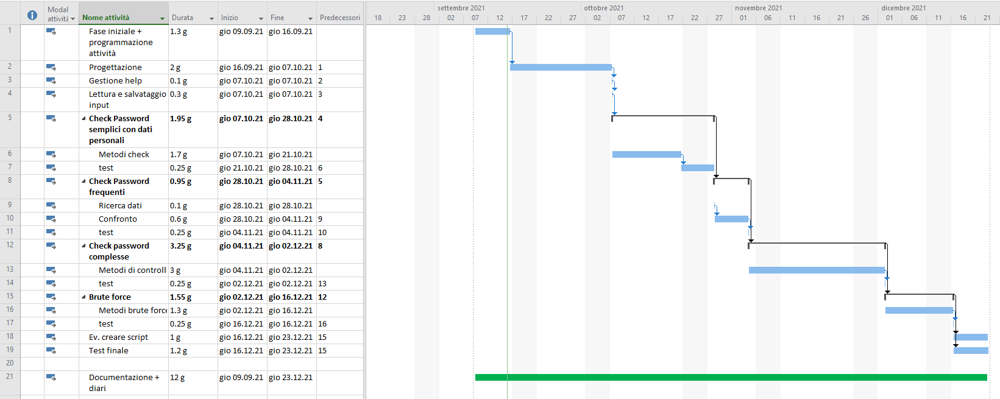 settembre 2021 ottobre 2021 novembre 2021 dicembre 2021
Modal
attività Nome attività Durata Inizio Fine Predecessori 18 23 28 02 07 12 17 22 27 02 07 12 17 22 27 01 06 11 16 21 26 01 06 11 16 21
1 Fase iniziale + 1.3 g gio 09.09.21 gio 16.09.21
programmazione
attività
2 Progettazione 2 g gio 16.09.21 gio 07.10.21 1
3 Gestione help 0.1 g gio 07.10.21 gio 07.10.21 2
4 Lettura e salvataggio 0.3 g gio 07.10.21 gio 07.10.21 3
input
5 Check Password 1.95 g gio 07.10.21 gio 28.10.21 4
semplici con dati
personali
6 Metodi check 1.7 g gio 07.10.21 gio 21.10.21
7 test 0.25 g gio 21.10.21 gio 28.10.21 6
8 Check Password 0.95 g gio 28.10.21 gio 04.11.21 5
frequenti
9 Ricerca dati 0.1 g gio 28.10.21 gio 28.10.21
10 Confronto 0.6 g gio 28.10.21 gio 04.11.21 9
11 test 0.25 g gio 04.11.21 gio 04.11.21 10
12 Check password 3.25 g gio 04.11.21 gio 02.12.21 8
complesse
13 Metodi di controll 3 g gio 04.11.21 gio 02.12.21
14 test 0.25 g gio 02.12.21 gio 02.12.21 13
15 Brute force 1.55 g gio 02.12.21 gio 16.12.21 12
16 Metodi brute force 1.3 g gio 02.12.21 gio 16.12.21
17 test 0.25 g gio 16.12.21 gio 16.12.21 16
18 Ev. creare script 1 g gio 16.12.21 gio 23.12.21 15
19 Test finale 1.2 g gio 16.12.21 gio 23.12.21 15
20
21 Documentazione + 12 g gio 09.09.21 gio 23.12.21
diari